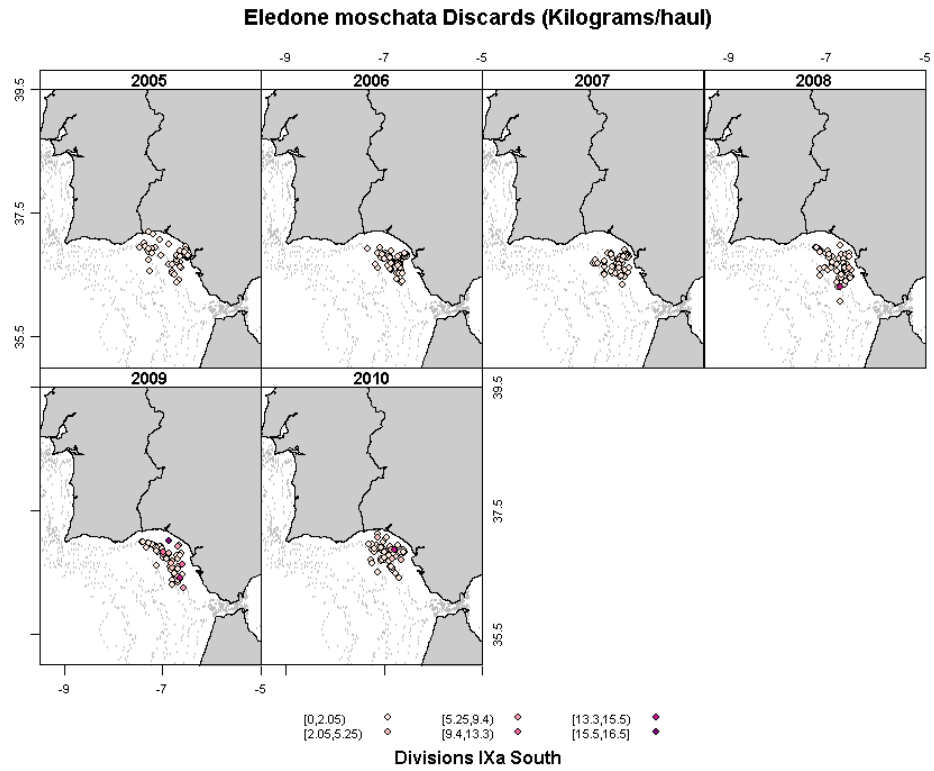 Eledone moschata Discards (Kilograms/haul)
-9 -7 -5 -9 -7 -5
2005 2006 2007 2008
39.5
37.5
35.5
2009 2010
39.5
37.5
35.5
-9 -7 -5
[0,2.05) [5.25,9.4) [13.3,15.5)
[2.05,5.25) [9.4,13.3) [15.5,16.5)
Divisions IXa South